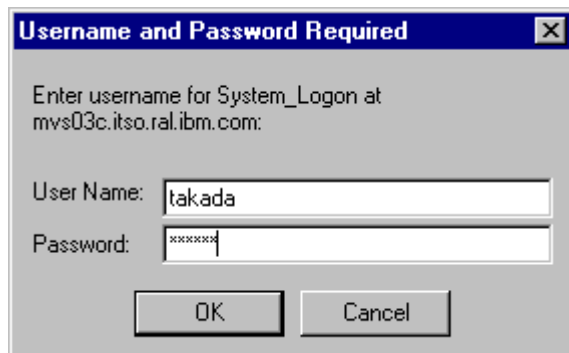 Username and Password Required
Enter username for System_Logon at
mvs03c.itso.ral.ibm.com:
User Name: takada
Password: ******
OK Cancel